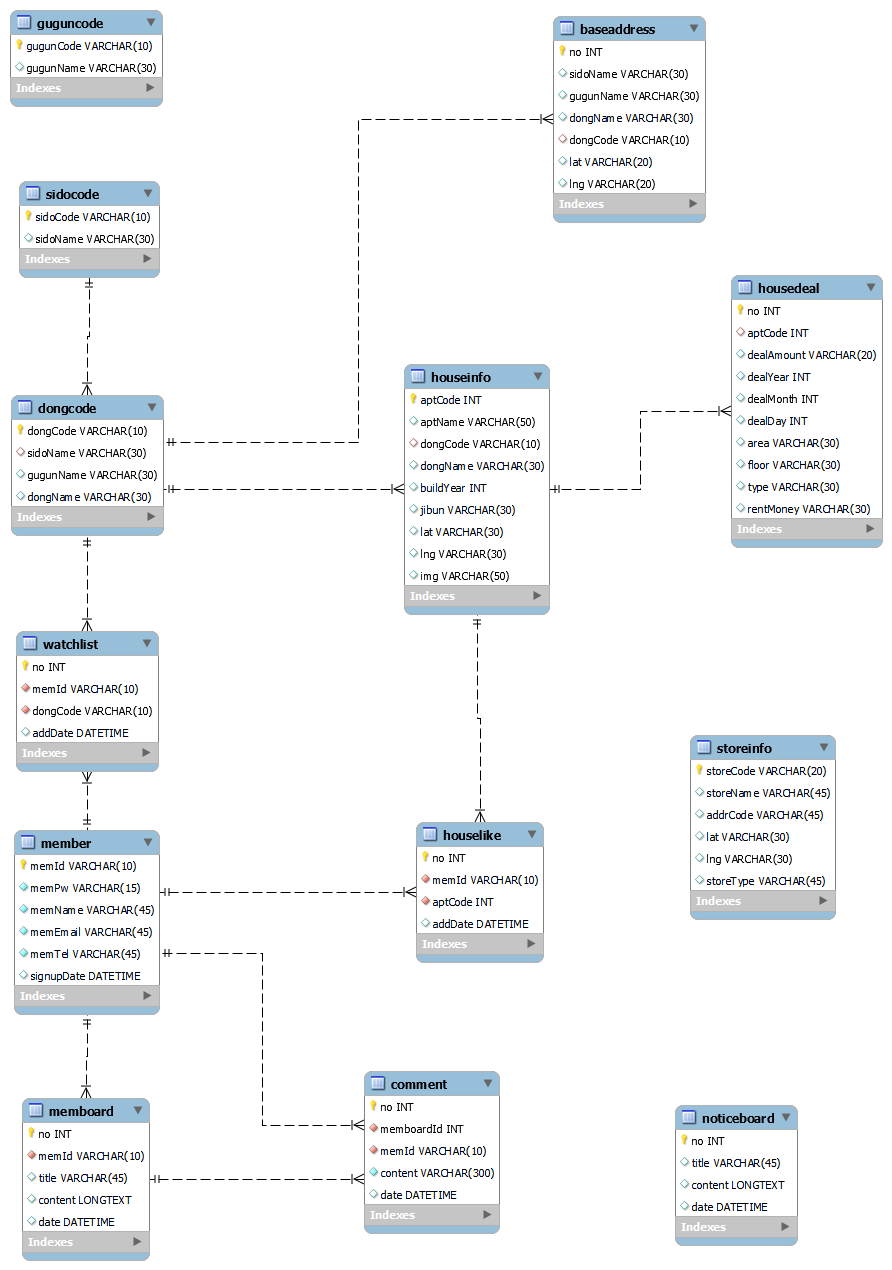 guguncode
gugunCode VARCHAR(10)
gugunName VARCHAR(30)
Indexes
baseaddress
no INT
sidoName VARCHAR(30)
gugunName VARCHAR(30)
dongName VARCHAR(30)
dongCode VARCHAR(10)
lat VARCHAR(20)
lng VARCHAR(20)
Indexes
sidocode
sidoCode VARCHAR(10)
sidoName VARCHAR(30)
Indexes
housedeal
no INT
aptCode INT
dealAmount VARCHAR(20)
dealYear INT
dealMonth INT
dealDay INT
area VARCHAR(30)
floor VARCHAR(30)
type VARCHAR(30)
rentMoney VARCHAR(30)
Indexes
houseinfo
aptCode INT
aptName VARCHAR(50)
dongCode VARCHAR(10)
dongName VARCHAR(30)
buildYear INT
jibun VARCHAR(30)
lat VARCHAR(30)
lng VARCHAR(30)
img VARCHAR(50)
Indexes
dongcode
dongCode VARCHAR(10)
sidoName VARCHAR(30)
gugunName VARCHAR(30)
dongName VARCHAR(30)
Indexes
watchlist
no INT
memId VARCHAR(10)
dongCode VARCHAR(10)
addDate DATETIME
Indexes
storeinfo
storeCode VARCHAR(20)
storeName VARCHAR(45)
addrCode VARCHAR(45)
lat VARCHAR(30)
lng VARCHAR(30)
storeType VARCHAR(45)
Indexes
member
memId VARCHAR(10)
memPw VARCHAR(15)
memName VARCHAR(45)
memEmail VARCHAR(45)
memTel VARCHAR(45)
signupDate DATETIME
Indexes
houselike
no INT
memId VARCHAR(10)
aptCode INT
addDate DATETIME
Indexes
comment
no INT
memboardId INT
memId VARCHAR(10)
content VARCHAR(300)
date DATETIME
Indexes
memboard
no INT
memId VARCHAR(10)
title VARCHAR(45)
content LONGTEXT
date DATETIME
Indexes
noticeboard
no INT
title VARCHAR(45)
content LONGTEXT
date DATETIME
Indexes